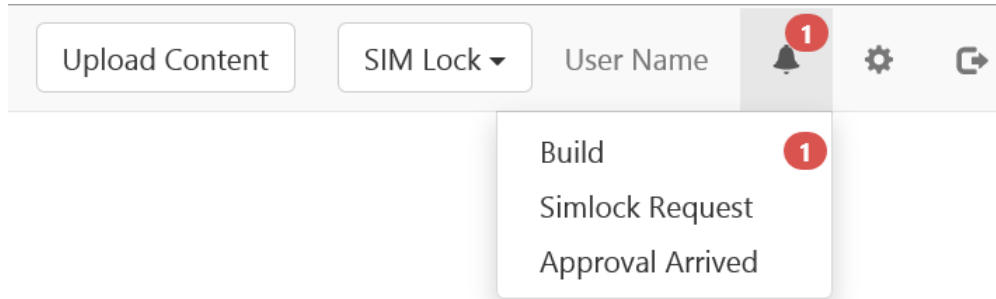 Upload Content SIM Lock User Name 1
Build 1
Simlock Request
Approval Arrived